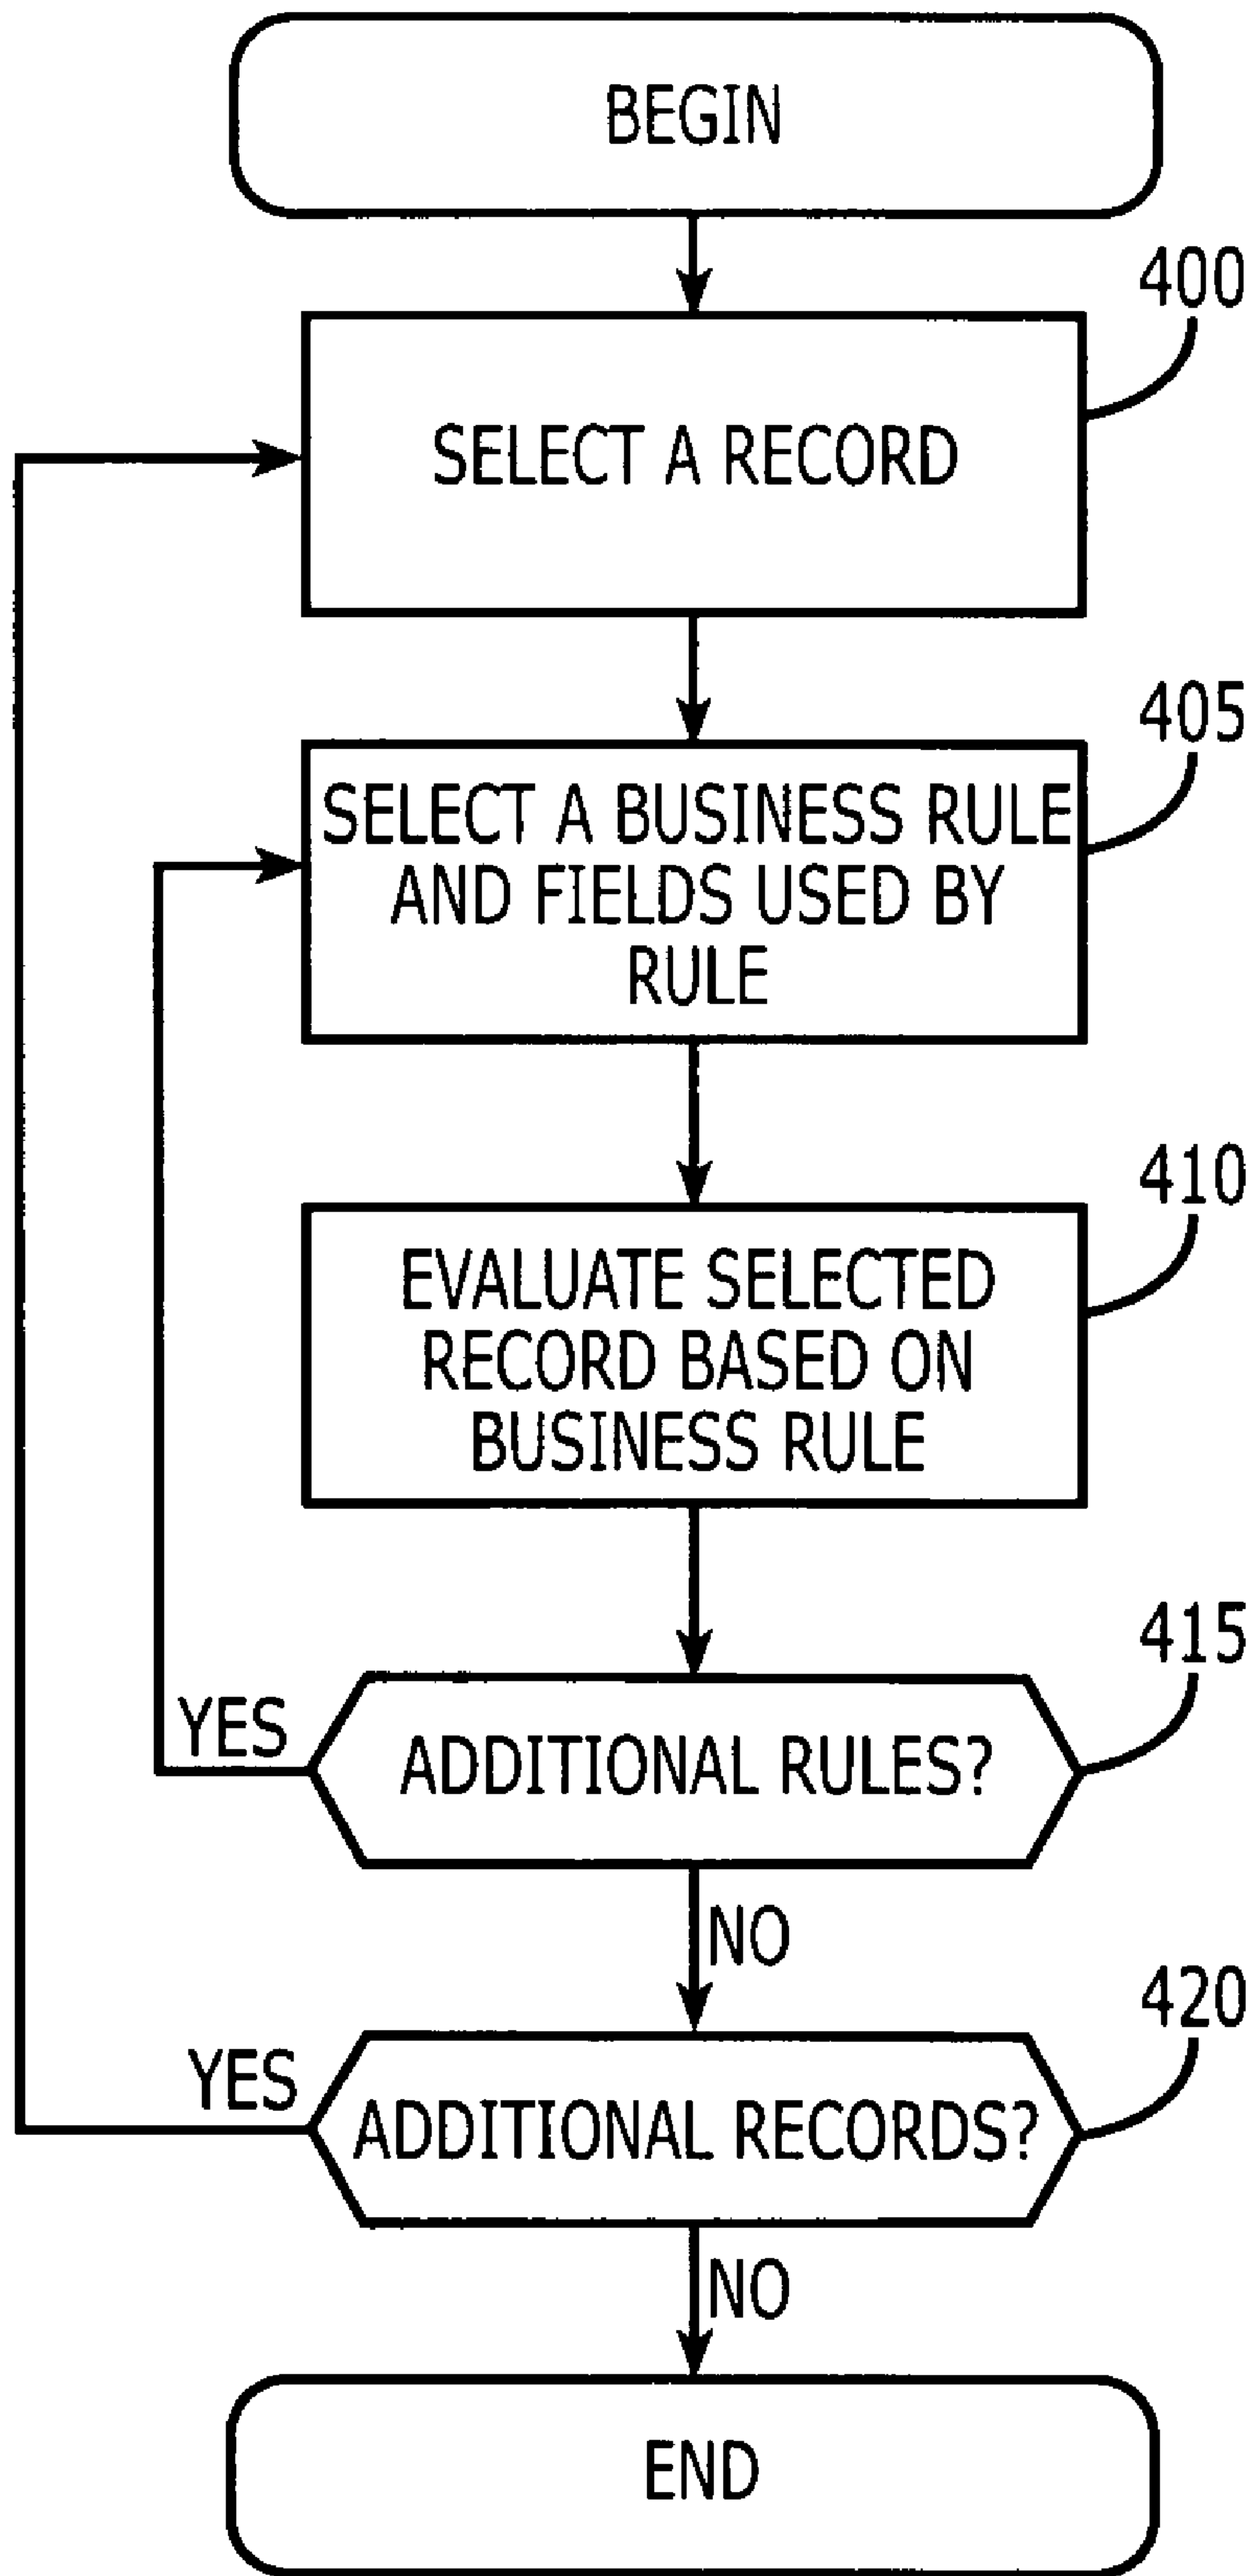 BEGIN
400
SELECT A RECORD
405
SELECT A BUSINESS RULE
AND FIELDS USED BY
RULE
410
EVALUATE SELECTED
RECORD BASED ON
BUSINESS RULE
415
YES
ADDITIONAL RULES?
NO
420
YES
ADDITIONAL RECORDS?
NO
END